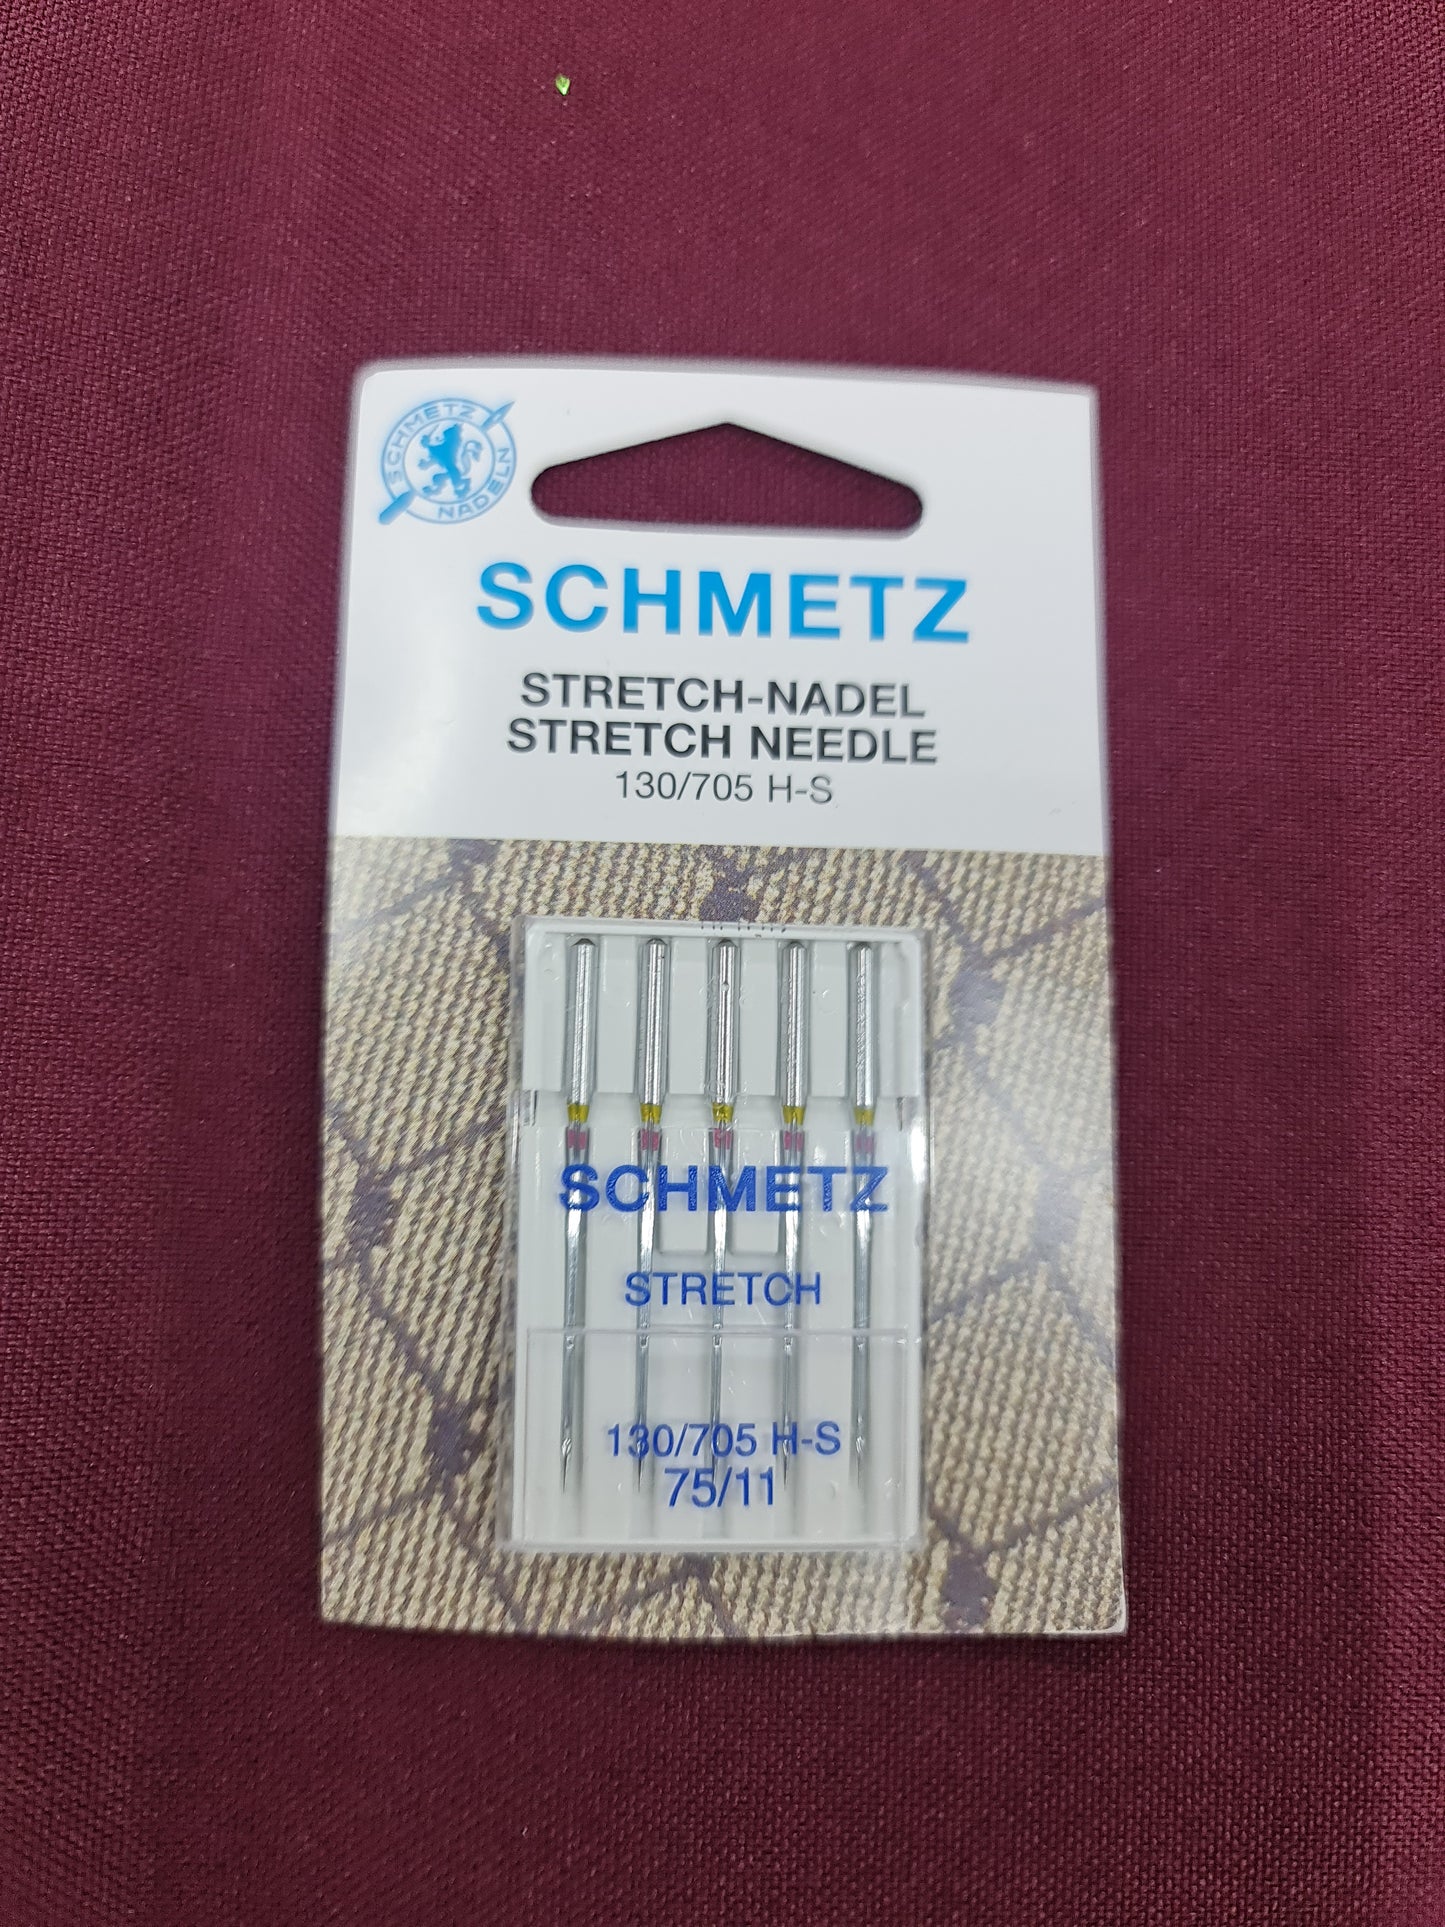 SCHMETZ
NADELN
SCHMETZ
STRETCH-NADEL
STRETCH NEEDLE
130/705 H-S
SCHMETZ
STRETCH
130/705 H-S
75/11